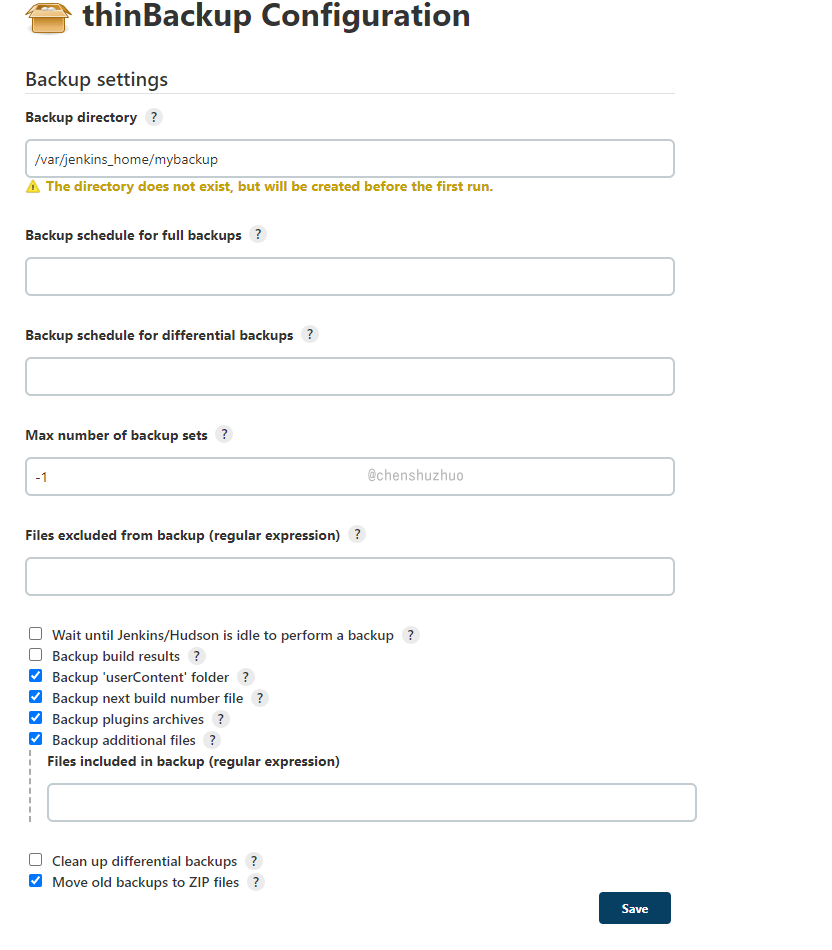 thinBackup Configuration
Backup settings
Backup directory ?
/var/jenkins_home/mybackup
The directory does not exist, but will be created before the first run.
Backup schedule for full backups ?
Backup schedule for differential backups ?
Max number of backup sets ?
-1
@chenshuzhuo
Files excluded from backup (regular expression) ?
Wait until Jenkins/Hudson is idle to perform a backup ?
Backup build results ?
Backup 'userContent' folder ?
Backup next build number file ?
Backup plugins archives ?
Backup additional files ?
Files included in backup (regular expression)
Clean up differential backups ?
Move old backups to ZIP files ?
Save